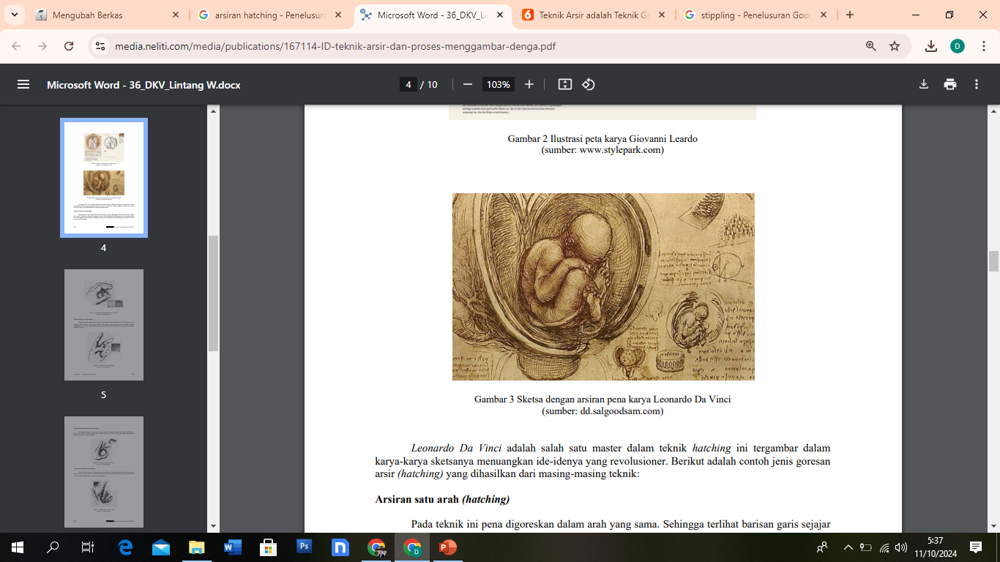 Mengubah Berkas
arsiran hatching - Penelusura
Microsoft Word - 36_DKV_Lin
Teknik Arsir adalah Teknik Ga
stippling - Penelusuran Goog
media.neliti.com/media/publications/167114-ID-teknik-arsir-dan-proses-menggambar-denga.pdf
D
Microsoft Word - 36_DKV_Lintang W.docx
4 / 10
103%
4
5
Gambar 2 Ilustrasi peta karya Giovanni Leardo
(sumber: www.stylepark.com)
Gambar 3 Sketsa dengan arsiran pena karya Leonardo Da Vinci
(sumber: dd.salgoodsam.com)
Leonardo Da Vinci adalah salah satu master dalam teknik hatching ini tergambar dalam
karya-karya sketsanya menuangkan ide-idenya yang revolusioner. Berikut adalah contoh jenis goresan
arsir (hatching) yang dihasilkan dari masing-masing teknik:
Arsiran satu arah (hatching)
Pada teknik ini pena digoreskan dalam arah yang sama. Sehingga terlihat barisan garis sejajar
5:37
11/10/2024